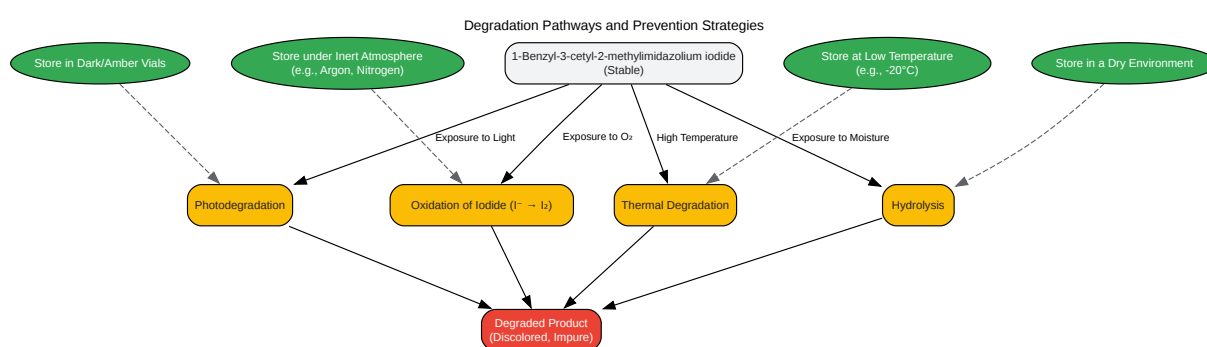 Degradation Pathways and Prevention Strategies
Store in Dark/Amber Vials
Store under Inert Atmosphere
(e.g., Argon, Nitrogen)
1-Benzyl-3-cetyl-2-methylimidazolium iodide
(Stable)
Store at Low Temperature
(e.g., -20°C)
Store in a Dry Environment
Exposure to Light
Exposure to O₂
High Temperature
Exposure to Moisture
Photodegradation
Oxidation of Iodide (I⁻ → I₂)
Thermal Degradation
Hydrolysis
Degraded Product
(Discolored, Impure)